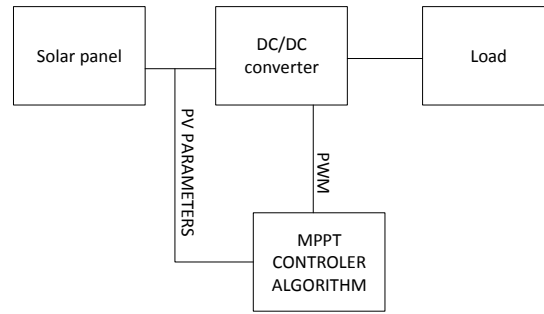 Solar panel
DC/DC
converter
Load
PV PARAMETERS
PWM
MPPT
CONTROLER
ALGORITHM